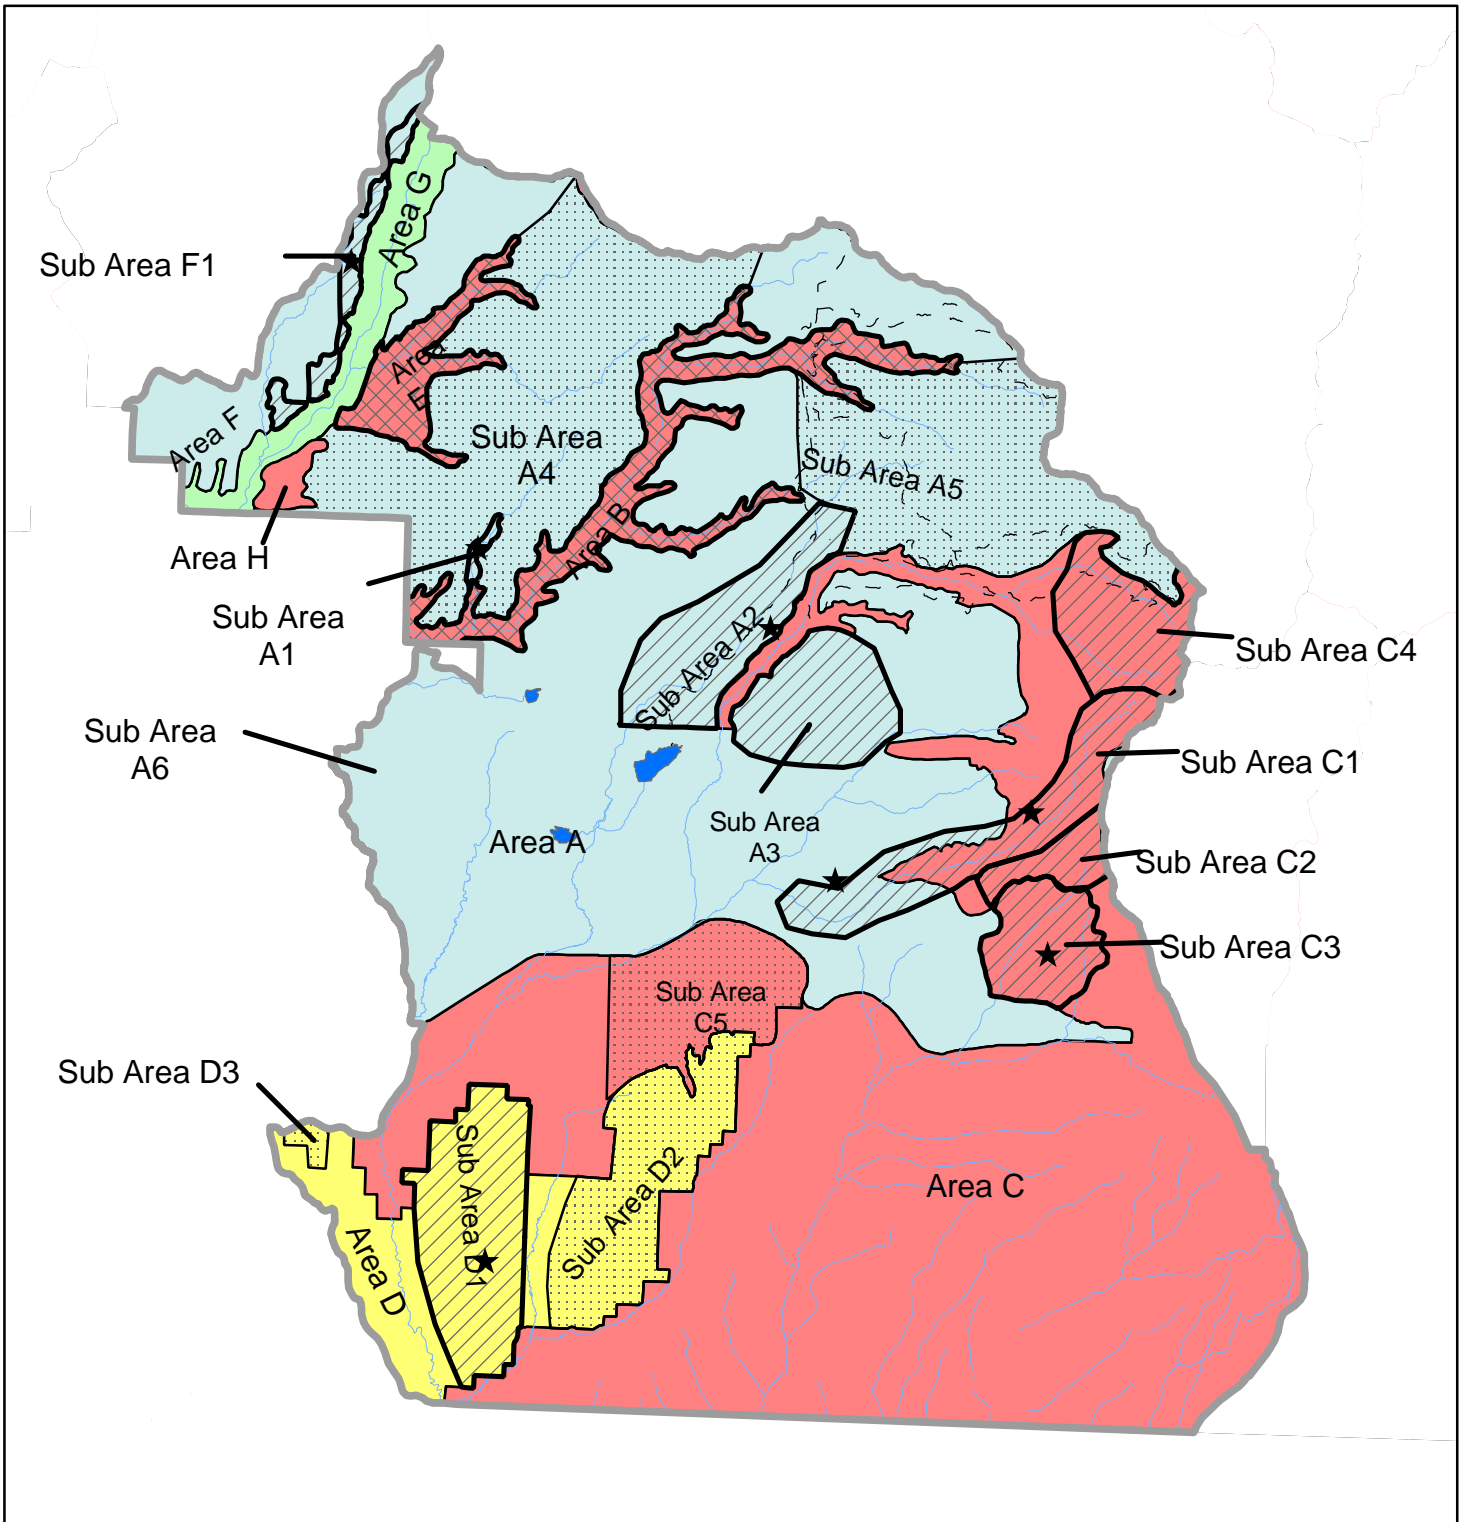 Area G
Sub Area F1
Area
E
Area F
Sub Area
A4
Sub Area A5
Area B
Area H
Sub Area
A1
Sub Area A2
Sub Area C4
Sub Area
A6
Sub Area C1
Sub Area
A3
Area A
Sub Area C2
Sub Area C3
Sub Area
C5
Sub Area D3
Sub Area D1
Sub Area D2
Area C
Area D